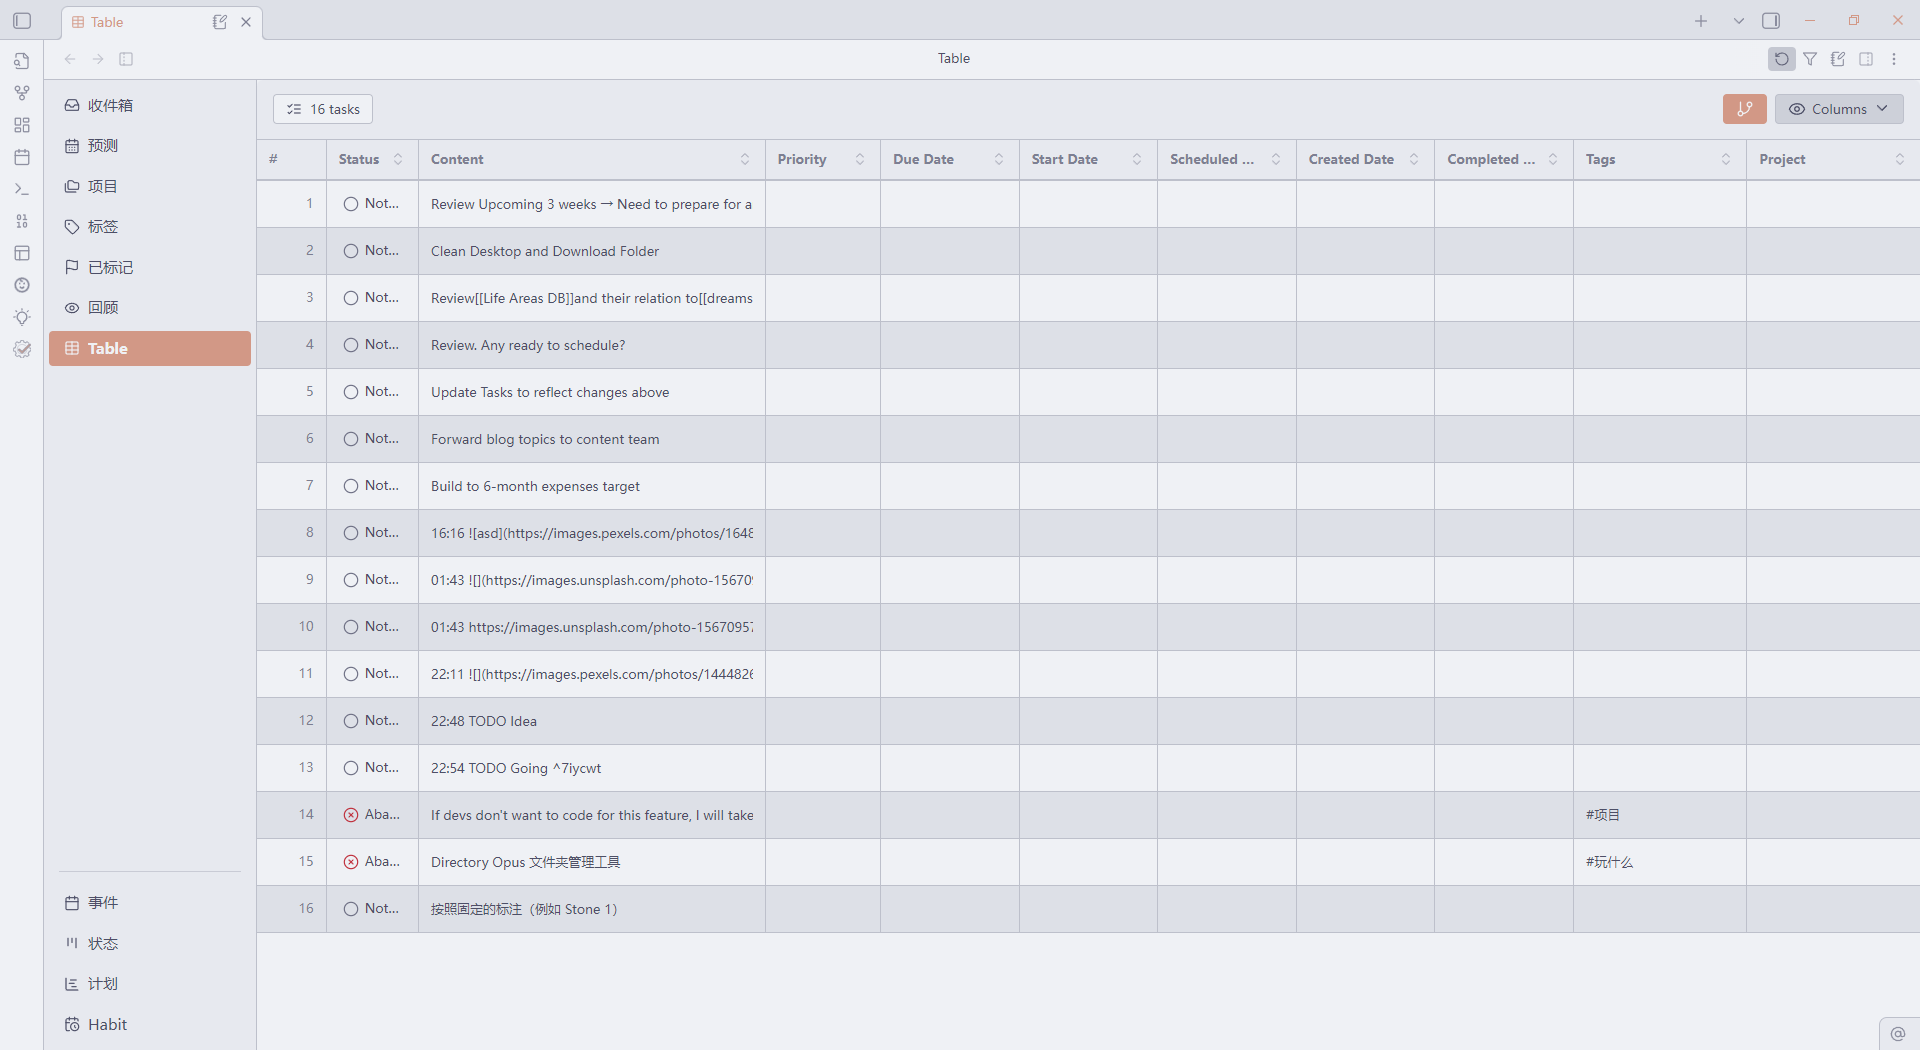 Table
Table
收件箱
预测
项目
标签
已标记
回顾
Table
事件
状态
计划
Habit
16 tasks
Columns
# Status Content Priority Due Date Start Date Scheduled ... Created Date Completed ... Tags Project
1 Not... Review Upcoming 3 weeks → Need to prepare for a
2 Not... Clean Desktop and Download Folder
3 Not... Review[[Life Areas DB]]and their relation to[[dreams
4 Not... Review. Any ready to schedule?
5 Not... Update Tasks to reflect changes above
6 Not... Forward blog topics to content team
7 Not... Build to 6-month expenses target
8 Not... 16:16 ![asd](https://images.pexels.com/photos/1648
9 Not... 01:43 ![](https://images.unsplash.com/photo-15670
10 Not... 01:43 https://images.unsplash.com/photo-1567095
11 Not... 22:11 ![](https://images.pexels.com/photos/144482
12 Not... 22:48 TODO Idea
13 Not... 22:54 TODO Going ^7iycwt
14 Aba... If devs don't want to code for this feature, I will take #项目
15 Aba... Directory Opus 文件夹管理工具 #玩什么
16 Not... 按照固定的标注（例如 Stone 1）